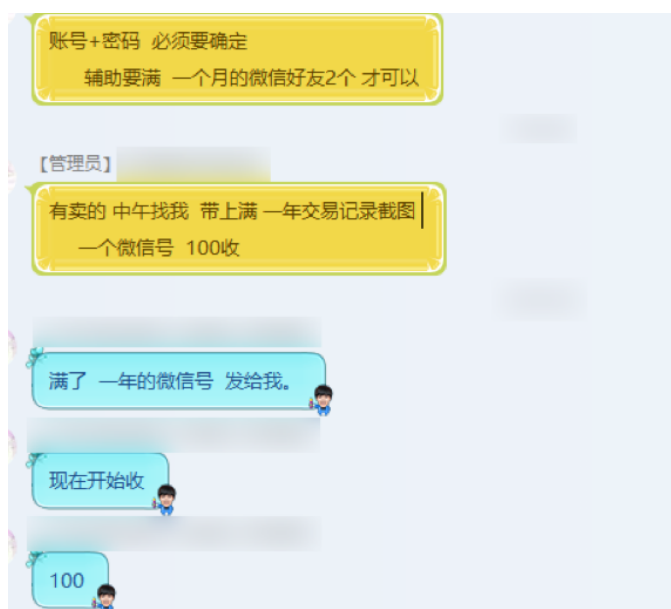 账号+密码 必须要确定
辅助要满 一个月的微信好友2个 才可以
【管理员】
有卖的 中午找我 带上满 一年交易记录截图
一个微信号 100收
满了 一年的微信号 发给我。
现在开始收
100